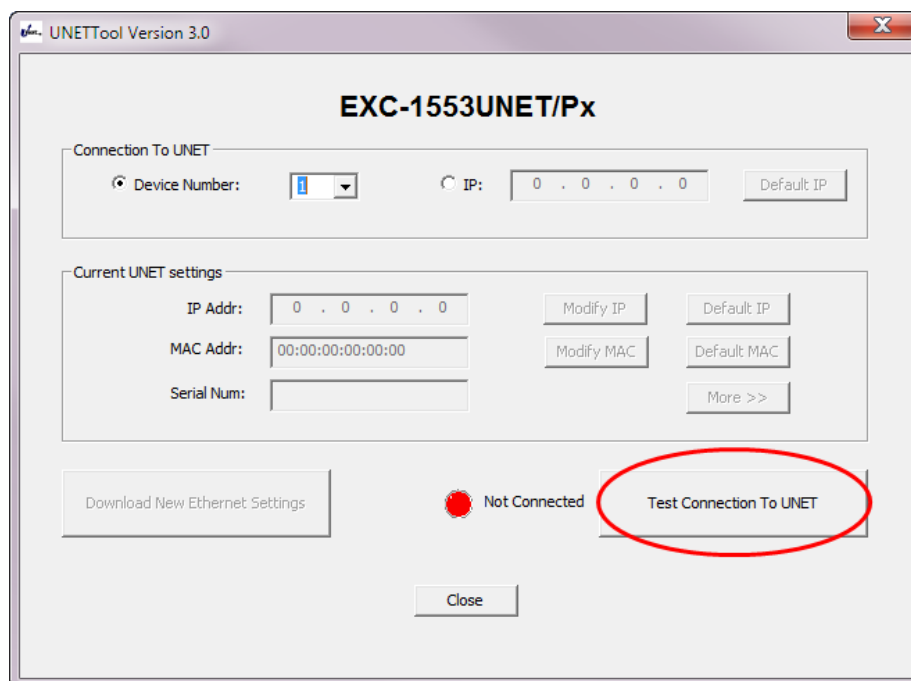 UNETTool Version 3.0
EXC-1553UNET/Px
Connection To UNET
Device Number: 1 IP: 0 . 0 . 0 . 0 Default IP
Current UNET settings
IP Addr: 0 . 0 . 0 . 0 Modify IP Default IP
MAC Addr: 00:00:00:00:00:00 Modify MAC Default MAC
Serial Num: More >>
Download New Ethernet Settings Not Connected Test Connection To UNET
Close